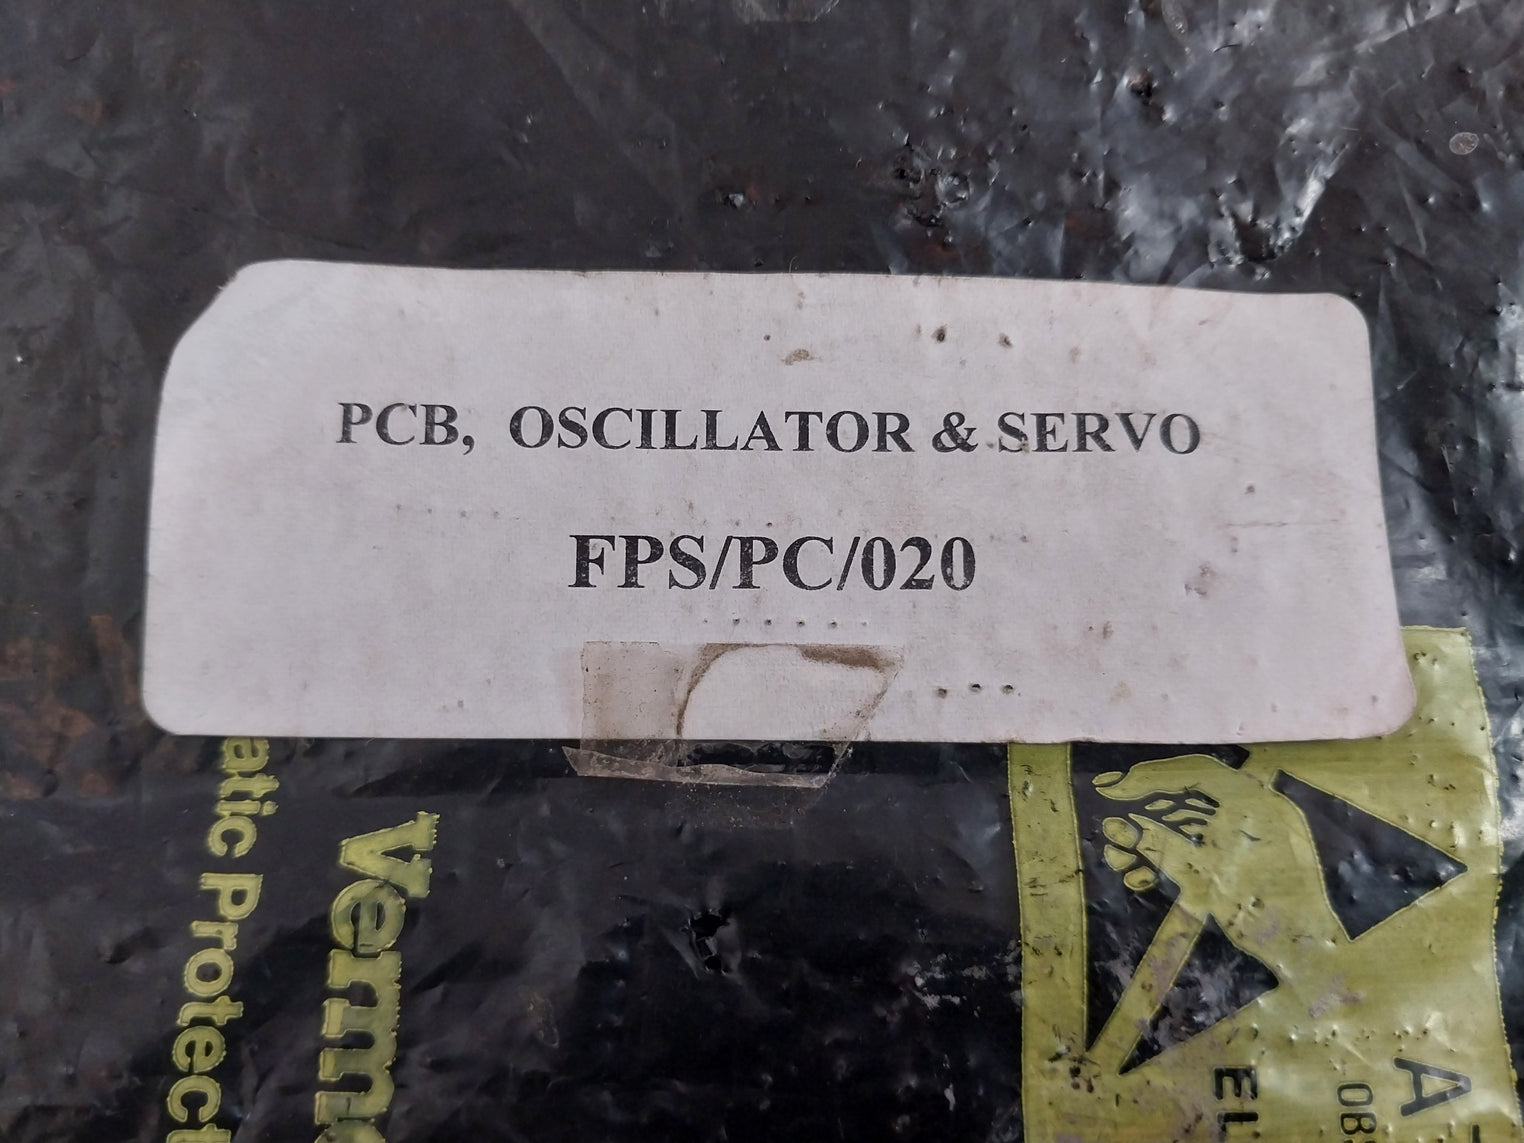 PCB, OSCILLATOR & SERVO
FPS/PC/020